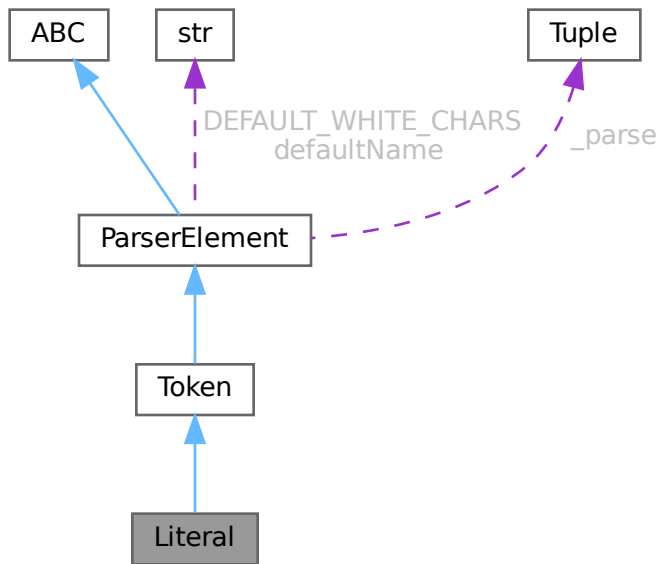 ABC
str
Tuple
DEFAULT_WHITE_CHARS
defaultName
_parse
ParserElement
Token
Literal